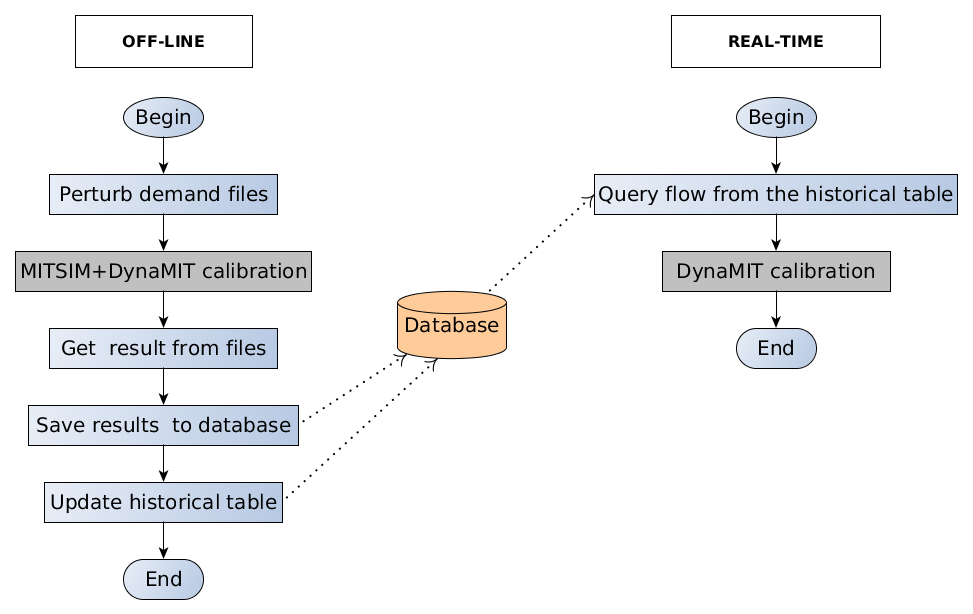 OFF-LINE
Begin
Perturb demand files
MITSIM+DynaMIT calibration
Get  result from files
Save results  to database
Update historical table
End
Database
REAL-TIME
Begin
Query flow from the historical table
DynaMIT calibration
End